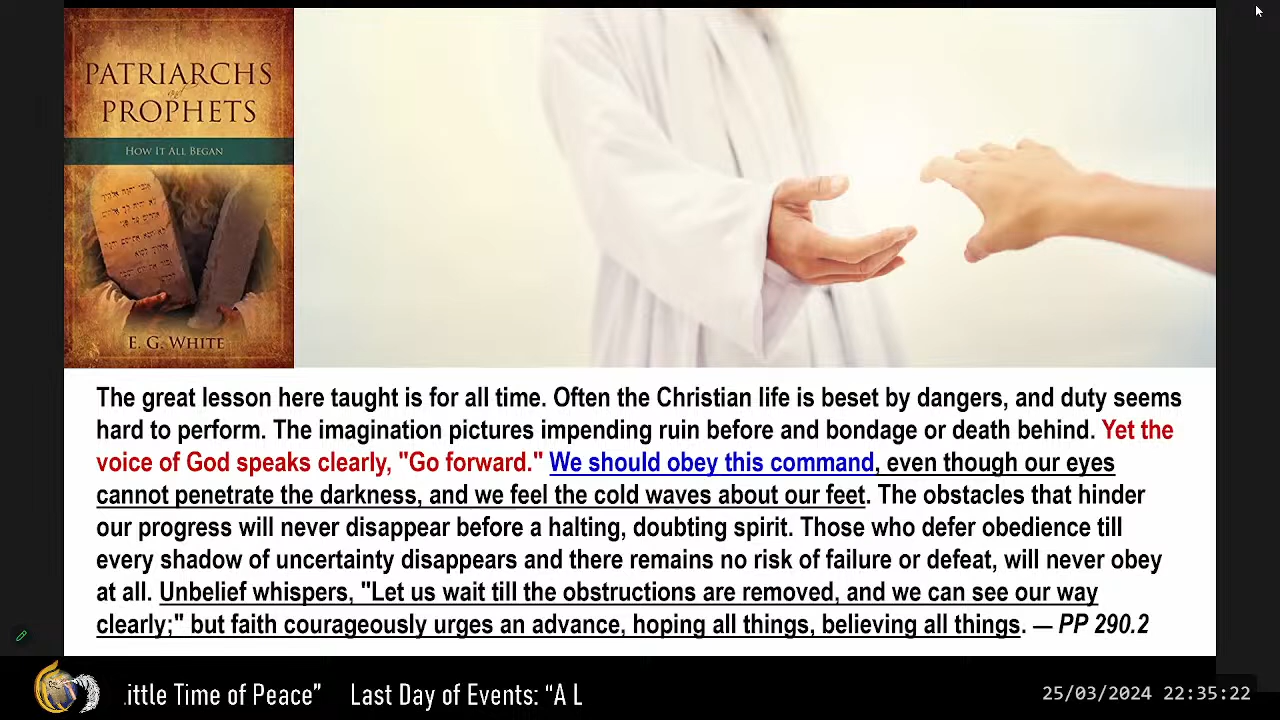 PATRIARCHS
and
PROPHETS
HOW IT ALL BEGAN
E. G. WHITE
The great lesson here taught is for all time. Often the Christian life is beset by dangers, and duty seems
hard to perform. The imagination pictures impending ruin before and bondage or death behind. Yet the
voice of God speaks clearly, "Go forward." We should obey this command, even though our eyes
cannot penetrate the darkness, and we feel the cold waves about our feet. The obstacles that hinder
our progress will never disappear before a halting, doubting spirit. Those who defer obedience till
every shadow of uncertainty disappears and there remains no risk of failure or defeat, will never obey
at all. Unbelief whispers, "Let us wait till the obstructions are removed, and we can see our way
clearly;" but faith courageously urges an advance, hoping all things, believing all things. — PP 290.2
ittle Time of Peace” Last Day of Events: “A L
25/03/2024 22:35:22